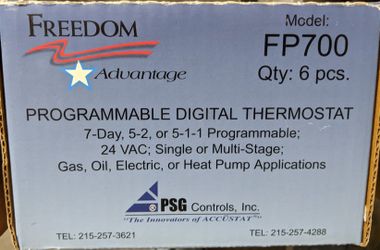 FREEDOM
Advantage
Model:
FP700
Qty: 6 pcs.
PROGRAMMABLE DIGITAL THERMOSTAT
7-Day, 5-2, or 5-1-1 Programmable;
24 VAC; Single or Multi-Stage;
Gas, Oil, Electric, or Heat Pump Applications
PSG Controls, Inc.
"The Innovators of ACCUSTAT"
TEL: 215-257-3621
TEL: 215-257-4288